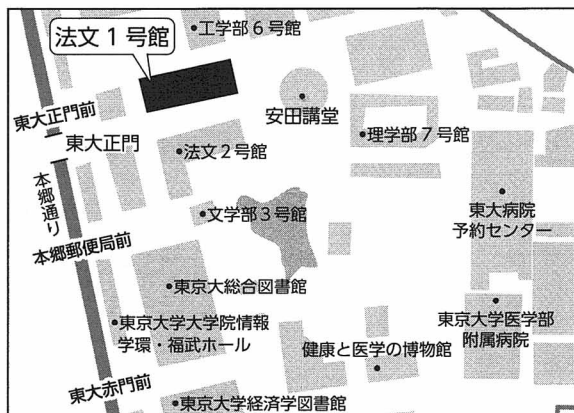 工学部6号館
法文1号館
安田講堂
東大正門前
東大正門
理学部7号館
法文2号館
本郷通り
文学部3号館
東大病院
予約センター
本郷郵便局前
東京大総合図書館
東京大学大学院情報
学環・福武ホール
東京大学医学部
附属病院
健康と医学の博物館
東大赤門前
東京大学経済学図書館